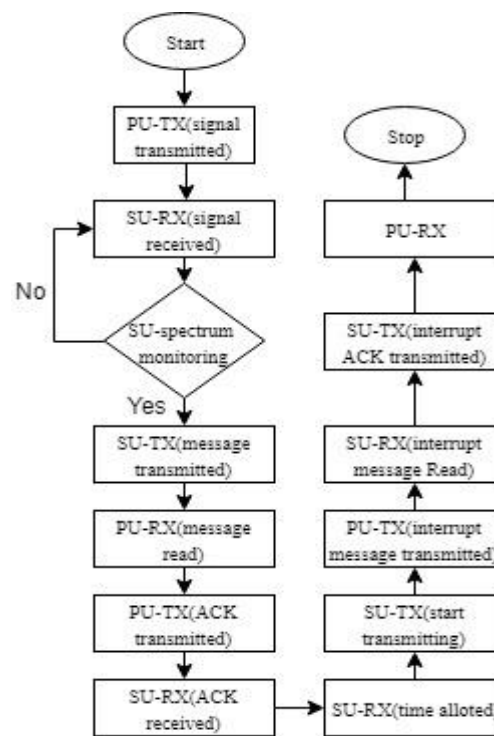 Start
PU-TX(signal
transmitted)
SU-RX(signal
received)
No
SU-spectrum
monitoring
Yes
SU-TX(message
transmitted)
PU-RX(message
read)
PU-TX(ACK
transmitted)
SU-RX(ACK
received)
SU-RX(time alloted)
SU-TX(start
transmitting)
PU-TX(interrupt
message transmitted)
SU-RX(interrupt
message Read)
SU-TX(interrupt
ACK transmitted)
PU-RX
Stop